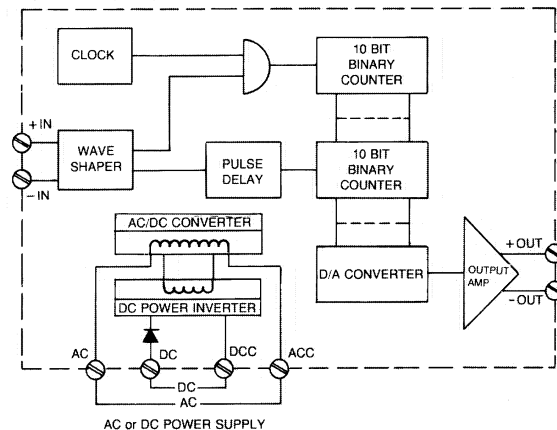 CLOCK
10 BIT
BINARY
COUNTER
+ IN
WAVE
SHAPER
PULSE
DELAY
10 BIT
BINARY
COUNTER
– IN
AC/DC CONVERTER
D/A CONVERTER
OUTPUT
AMP
+ OUT
– OUT
DC POWER INVERTER
AC
DC
DCC
ACC
DC
AC
AC or DC POWER SUPPLY